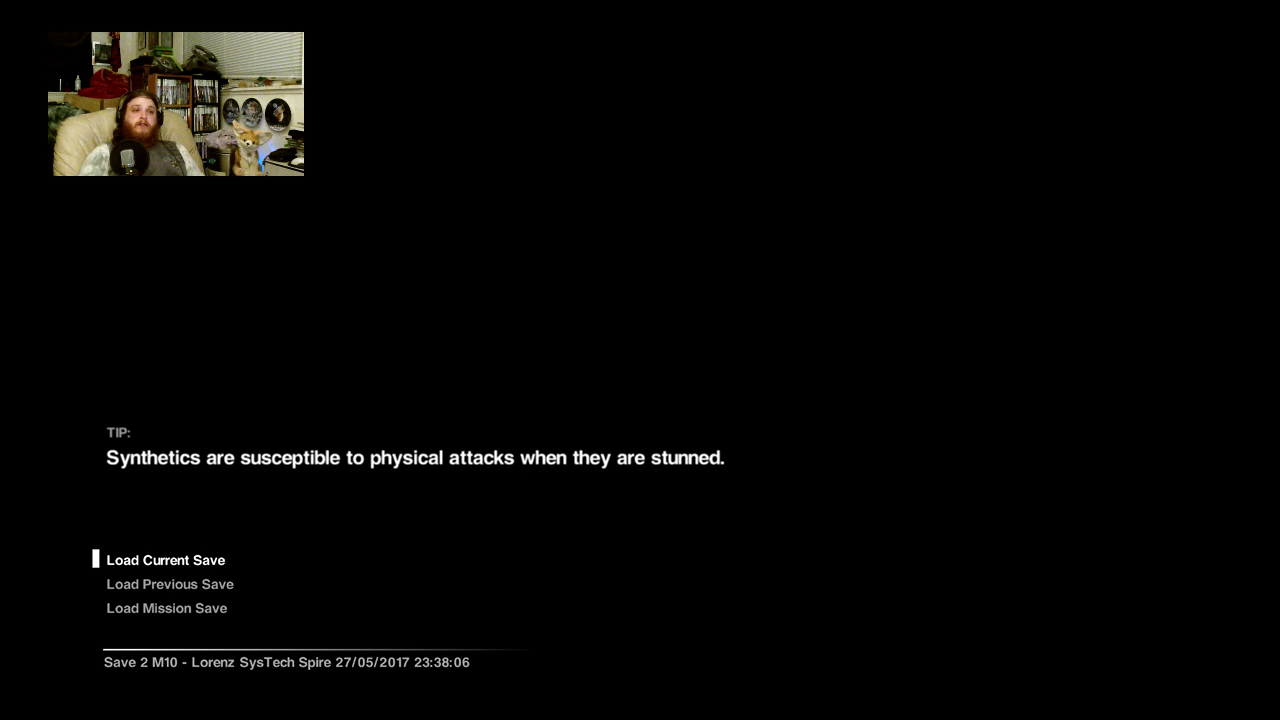 TIP:
Synthetics are susceptible to physical attacks when they are stunned.
Load Current Save
Load Previous Save
Load Mission Save
Save 2 M10 - Lorenz SysTech Spire 27/05/2017 23:38:06